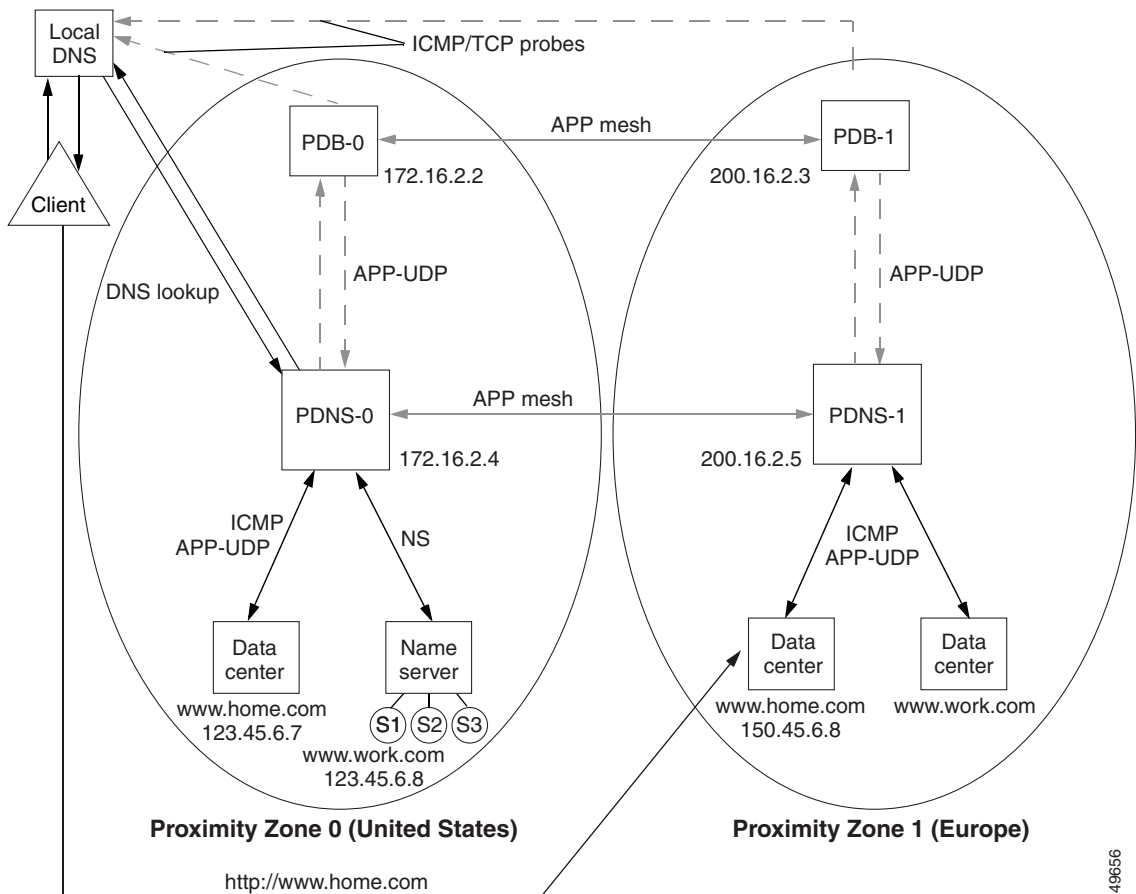 Local
DNS
ICMP/TCP probes
PDB-0
APP mesh
PDB-1
172.16.2.2
200.16.2.3
Client
APP-UDP
APP-UDP
DNS lookup
PDNS-0
APP mesh
PDNS-1
172.16.2.4
200.16.2.5
ICMP
APP-UDP
NS
ICMP
APP-UDP
Data
center
Name
server
Data
center
Data
center
www.home.com
123.45.6.7
S1
S2
S3
www.work.com
123.45.6.8
www.home.com
150.45.6.8
www.work.com
Proximity Zone 0 (United States)
Proximity Zone 1 (Europe)
http://www.home.com
49656